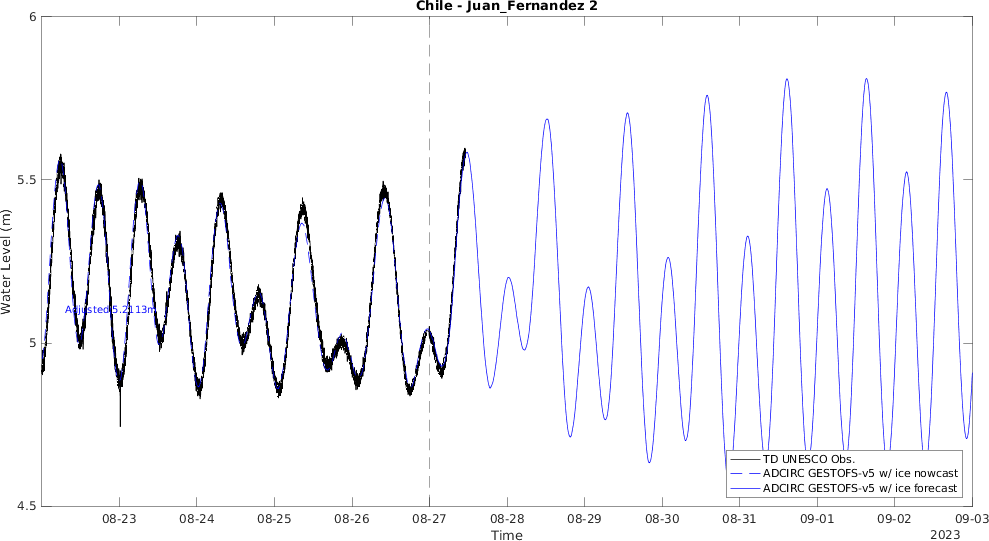 Chile - Juan_Fernandez 2
6
5.5
5
4.5
Water Level (m)
Adjusted 5.2113m
TD UNESCO Obs.
ADCIRC GESTOFS-v5 w/ ice nowcast
ADCIRC GESTOFS-v5 w/ ice forecast
08-23 08-24 08-25 08-26 08-27 08-28 08-29 08-30 08-31 09-01 09-02 09-03
Time
2023